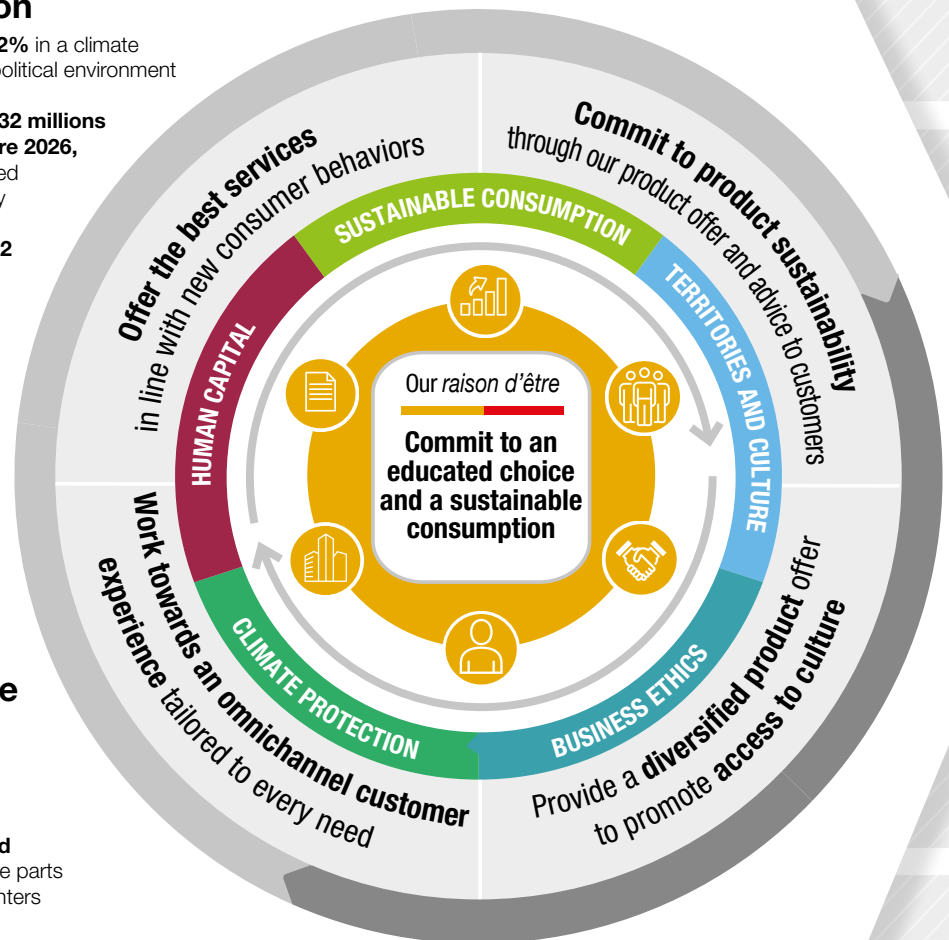 on
2% in a climate
political environment
32 millions
re 2026,
ed
y
2
e
d
e parts
nters
Offer the best services
in line with new consumer behaviors
Commit to product sustainability
through our product offer and advice to customers
SUSTAINABLE CONSUMPTION
TERRITORIES AND CULTURE
HUMAN CAPITAL
Our raison d'être
Commit to an
educated choice
and a sustainable
consumption
CLIMATE PROTECTION
BUSINESS ETHICS
Work towards an omnichannel customer
experience tailored to every need
Provide a diversified product offer
to promote access to culture